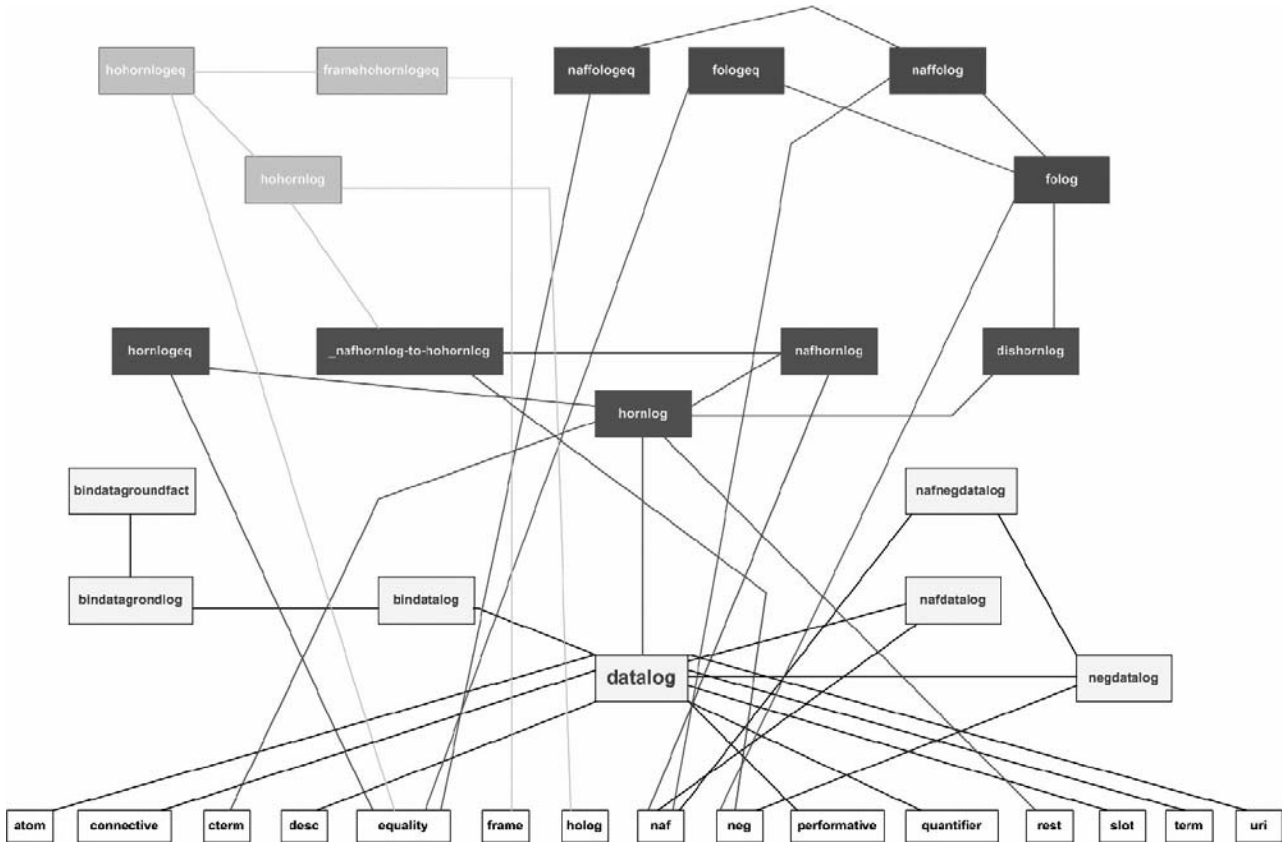 hohornlogeq
framehohornlogeq
naffologeq
fologeq
naffolog
hohornlog
folog
hornlogeq
_nafhornlog-to-hohornlog
nafhornlog
dishornlog
hornlog
bindatagroundfact
nafnegdatalog
bindatagrondlog
bindatalog
nafdatalog
datalog
negdatalog
atom
connective
cterm
desc
equality
frame
holog
naf
neg
performative
quantifier
rest
slot
term
uri